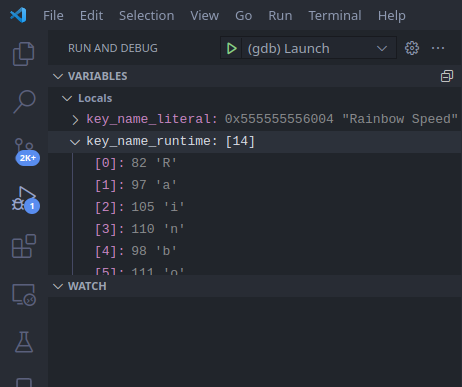 File Edit Selection View Go Run Terminal Help
RUN AND DEBUG (gdb) Launch
VARIABLES
Locals
key_name_literal: 0x555555556004 "Rainbow Speed"
key_name_runtime: [14]
[0]: 82 'R'
[1]: 97 'a'
2K+
[2]: 105 'i'
[3]: 110 'n'
1
[4]: 98 'b'
[5]: 111 'o'
WATCH